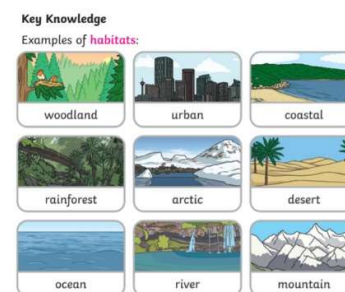 Key Knowledge
Examples of habitats:
woodland urban coastal
rainforest arctic desert
ocean river mountain